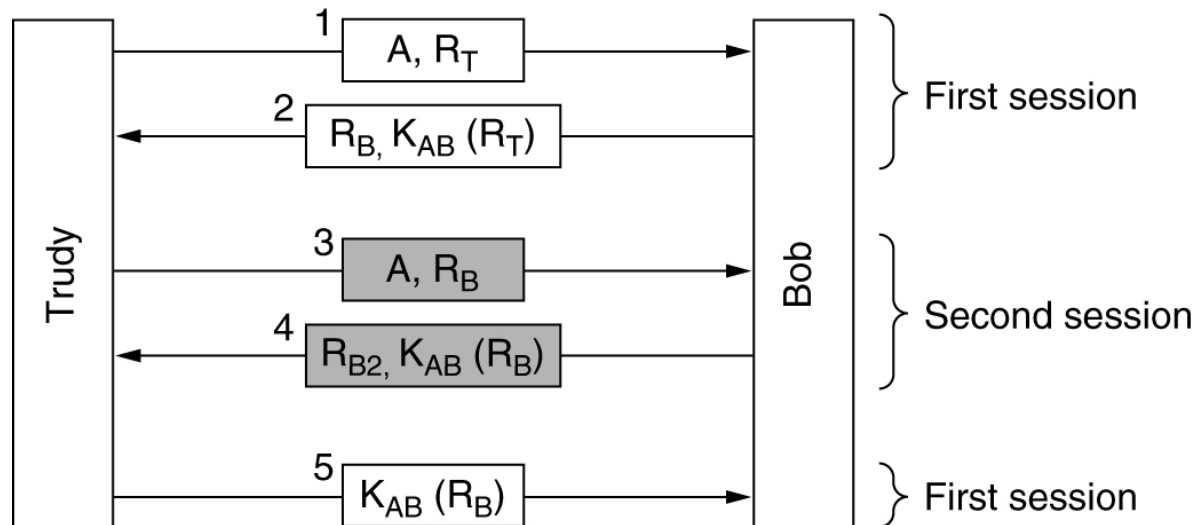 1
A, R_T
First session
2
R_B, K_AB (R_T)
Trudy
Bob
3
A, R_B
Second session
4
R_B2, K_AB (R_B)
5
K_AB (R_B)
First session